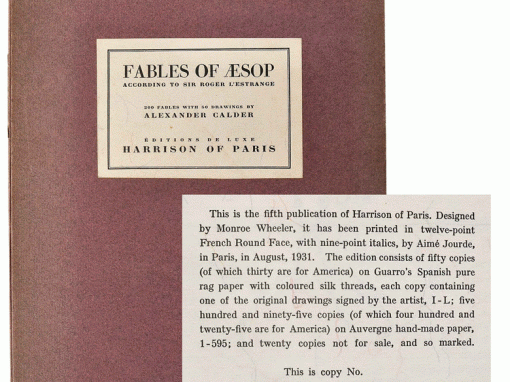 FABLES OF ÆSOP
ACCORDING TO SIR ROGER L'ESTRANGE
200 FABLES WITH 50 DRAWINGS BY
ALEXANDER CALDER
EDITIONS DE LUXE
HARRISON OF PARIS
This is the fifth publication of Harrison of Paris. Designed
by Monroe Wheeler, it has been printed in twelve-point
French Round Face, with nine-point italics, by Aimé Jourde,
in Paris, in August, 1931. The edition consists of fifty copies
(of which thirty are for America) on Guarro's Spanish pure
rag paper with coloured silk threads, each copy containing
one of the original drawings signed by the artist, I-L; five
hundred and ninety-five copies (of which four hundred and
twenty-five are for America) on Auvergne hand-made paper,
1-595; and twenty copies not for sale, and so marked.
This is copy No.